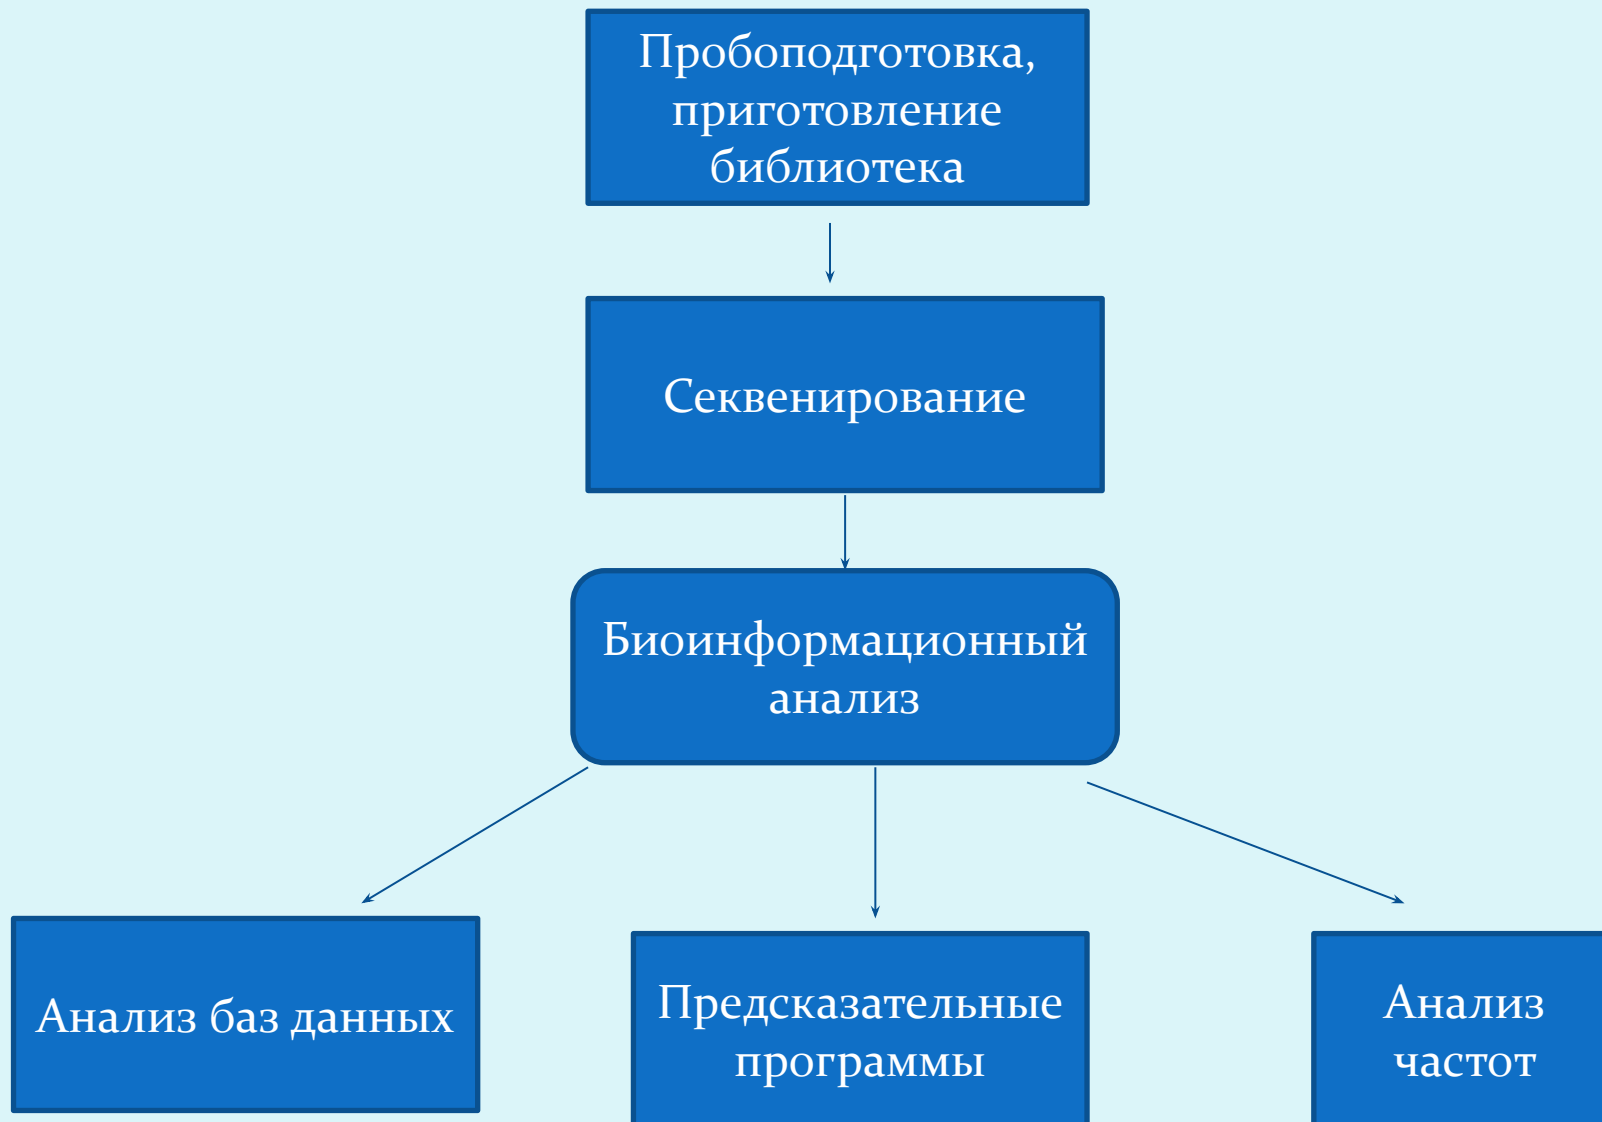 Пробоподготовка,
приготовление
библиотека
Секвенирование
Биоинформационный
анализ
Анализ баз данных
Предсказательные
программы
Анализ
частот